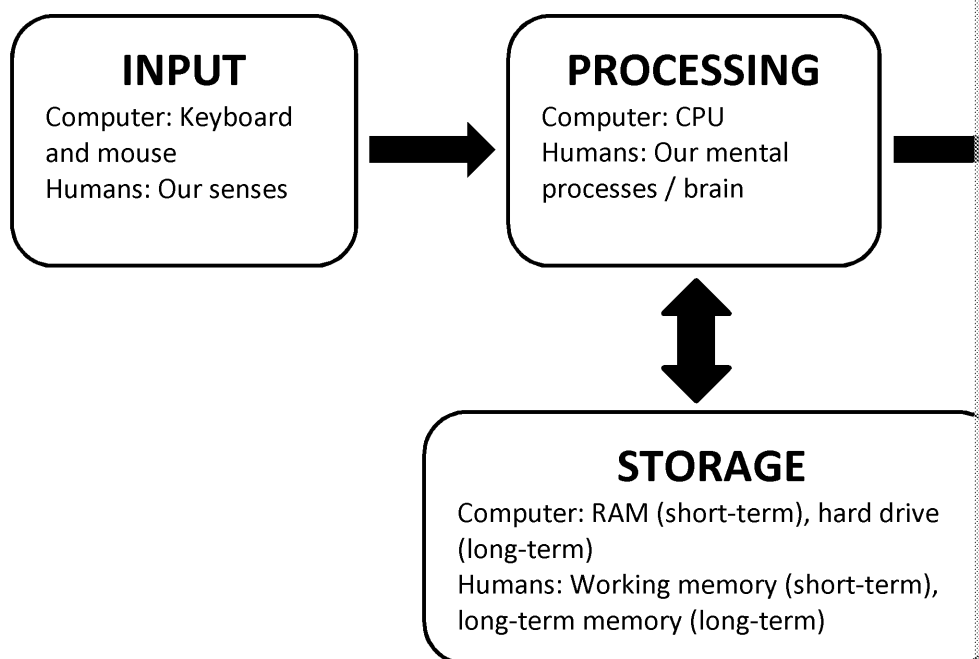 INPUT
Computer: Keyboard
and mouse
Humans: Our senses
PROCESSING
Computer: CPU
Humans: Our mental
processes / brain
STORAGE
Computer: RAM (short-term), hard drive
(long-term)
Humans: Working memory (short-term),
long-term memory (long-term)